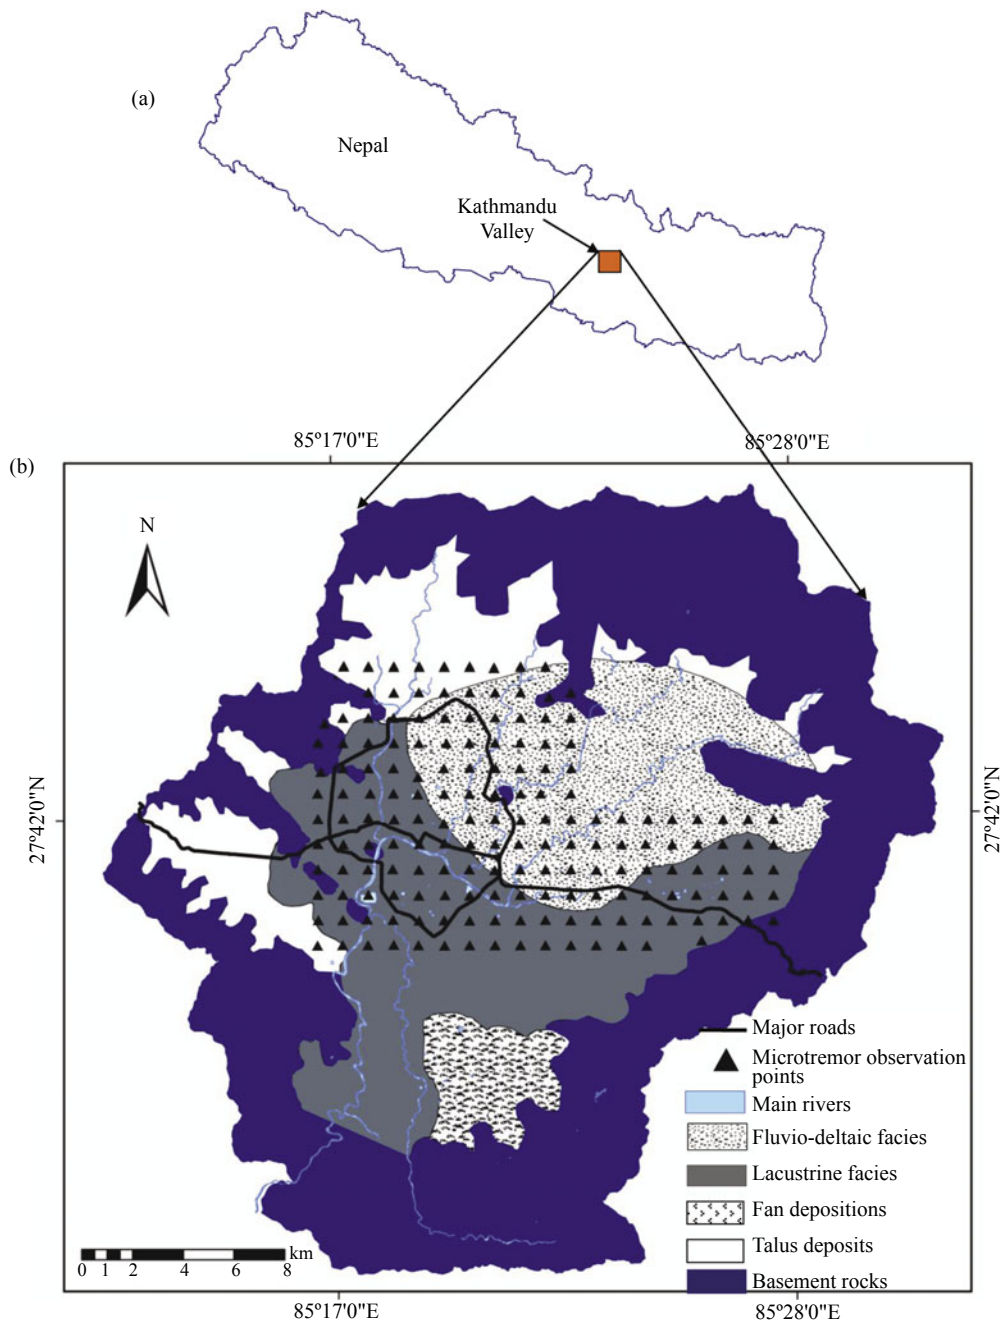 (a)
Nepal
Kathmandu
Valley
85°17'0"E
85°28'0"E
(b)
N
27°42'0"N
27°42'0"N
Major roads
Microtremor observation
points
Main rivers
Fluvio-deltaic facies
Lacustrine facies
Fan depositions
Talus deposits
Basement rocks
km
0 1 2 4 6 8
85°17'0"E
85°28'0"E